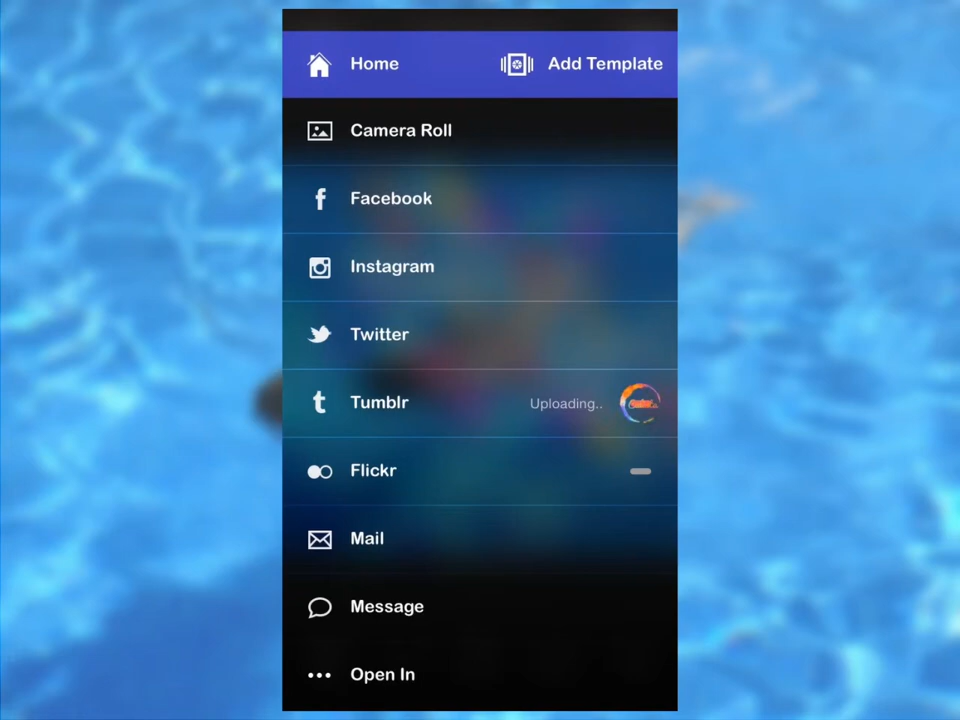 Home Add Template
Camera Roll
Facebook
Instagram
Twitter
Tumblr Uploading..
Flickr
Mail
Message
Open In